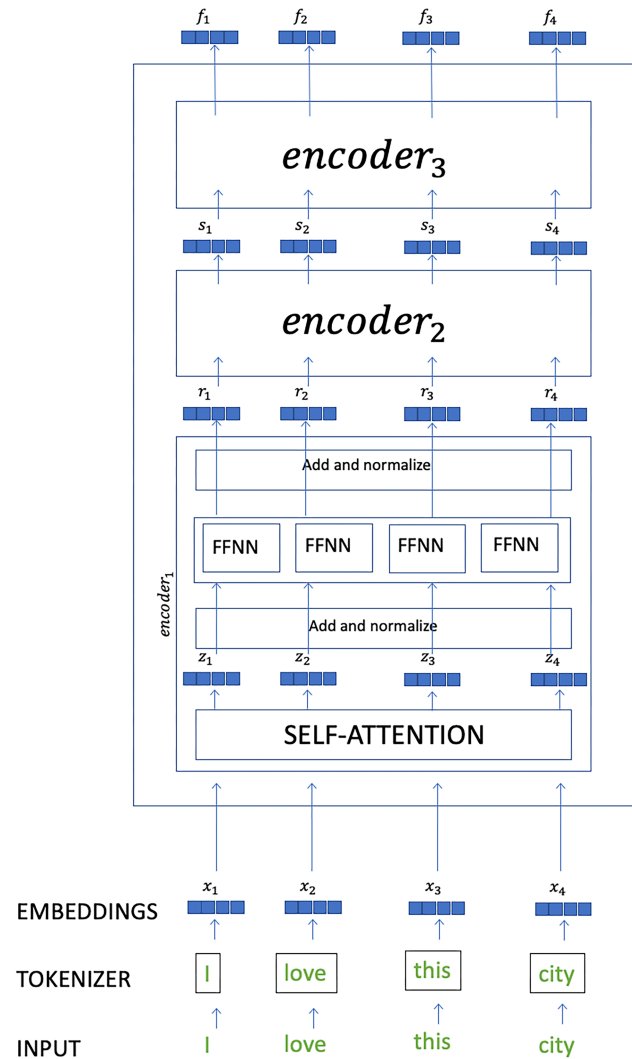 f₁ f₂ f₃ f₄
encoder₃
s₁ s₂ s₃ s₄
encoder₂
r₁ r₂ r₃ r₄
Add and normalize
FFNN FFNN FFNN FFNN
encoder₁
Add and normalize
z₁ z₂ z₃ z₄
SELF-ATTENTION
x₁ x₂ x₃ x₄
EMBEDDINGS
TOKENIZER I love this city
INPUT I love this city